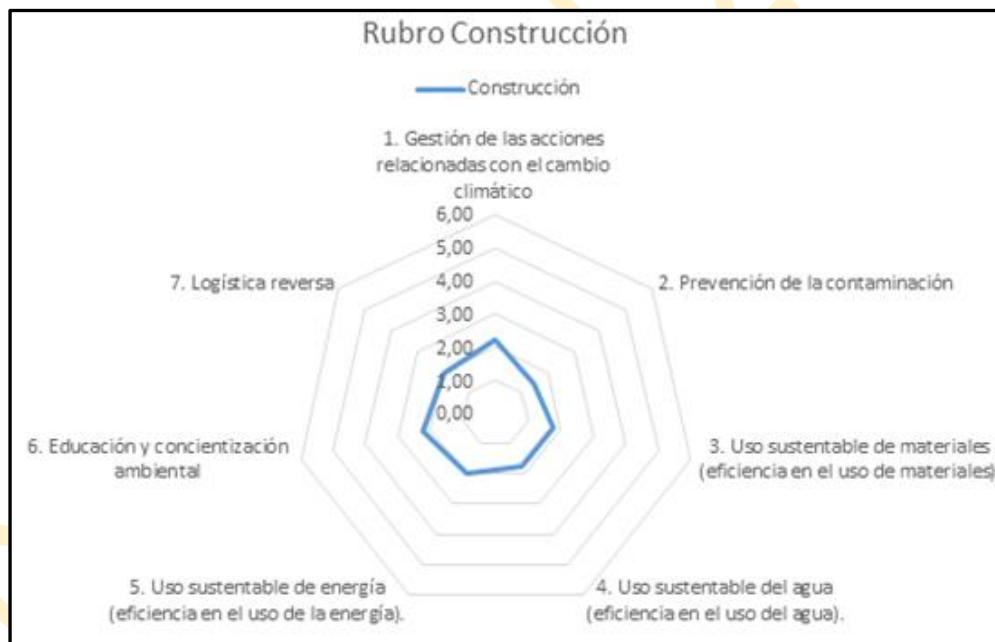 Rubro Construcción
Construcción
1. Gestión de las acciones
relacionadas con el cambio
climático
6,00
5,00
4,00
3,00
2,00
1,00
0,00
2. Prevención de la contaminación
3. Uso sustentable de materiales
(eficiencia en el uso de materiales)
4. Uso sustentable del agua
(eficiencia en el uso del agua).
5. Uso sustentable de energía
(eficiencia en el uso de la energía).
6. Educación y concientización
ambiental
7. Logística reversa